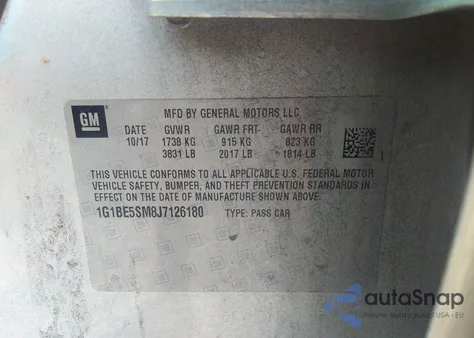 GM
MFD BY GENERAL MOTORS LLC
10/17 GVWR GAWR FRT GAWR RR
1738 KG 915 KG 823 KG
3831 LB 2017 LB 1814 LB
THIS VEHICLE CONFORMS TO ALL APPLICABLE U.S. FEDERAL MOTOR
VEHICLE SAFETY, BUMPER, AND THEFT PREVENTION STANDARDS
IN EFFECT ON THE DATE OF MANUFACTURE SHOWN ABOVE.
1G1BE5SM8J7126180 TYPE: PASS CAR
autoSnap
USA • EU